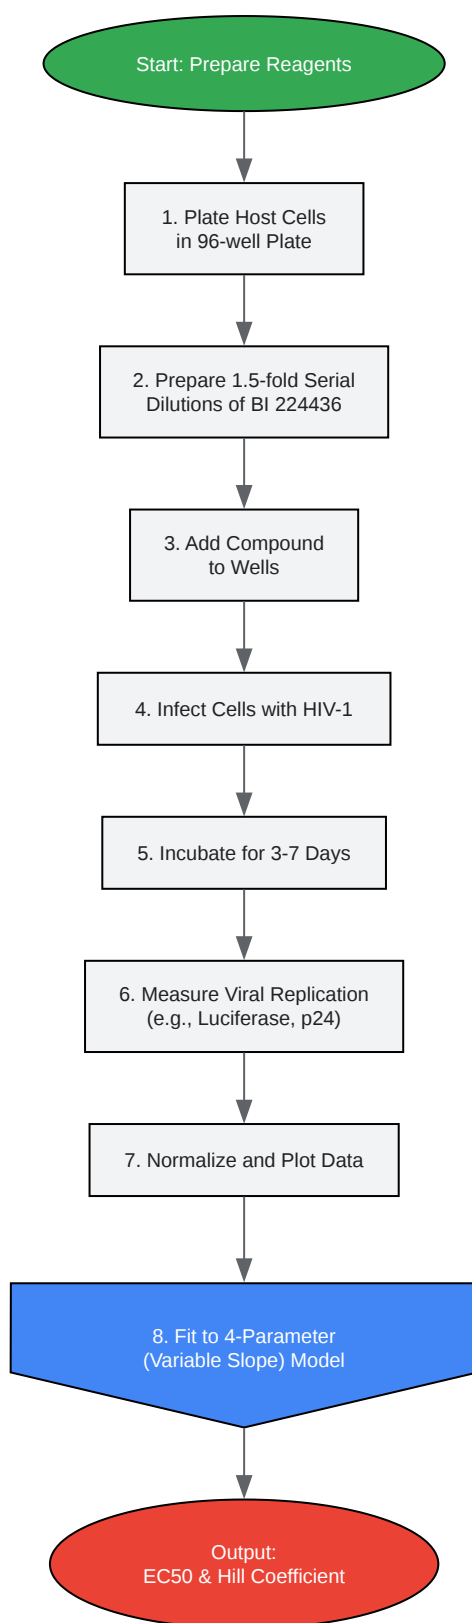 Start: Prepare Reagents
1. Plate Host Cells
in 96-well Plate
2. Prepare 1.5-fold Serial
Dilutions of BI 224436
3. Add Compound
to Wells
4. Infect Cells with HIV-1
5. Incubate for 3-7 Days
6. Measure Viral Replication
(e.g., Luciferase, p24)
7. Normalize and Plot Data
8. Fit to 4-Parameter
(Variable Slope) Model
Output:
EC50 & Hill Coefficient